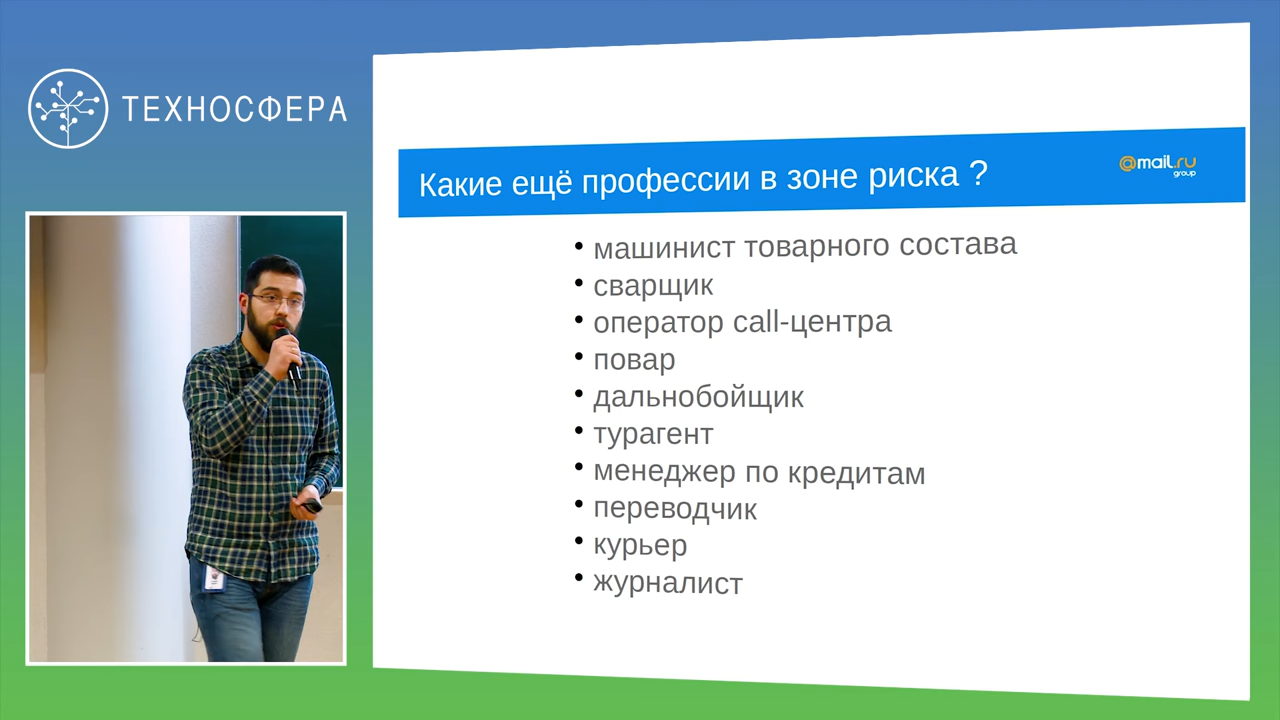 ТЕХНОСФЕРА
Какие ещё профессии в зоне риска ?
@mail.ru
group
• машинист товарного состава
• сварщик
• оператор call-центра
• повар
• дальнобойщик
• турагент
• менеджер по кредитам
• переводчик
• курьер
• журналист